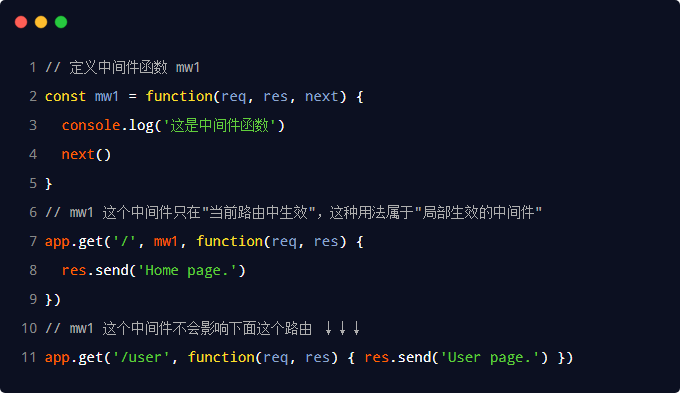 1 // 定义中间件函数 mw1
2 const mw1 = function(req, res, next) {
3   console.log('这是中间件函数')
4   next()
5 }
6 // mw1 这个中间件只在"当前路由中生效"，这种用法属于"局部生效的中间件"
7 app.get('/', mw1, function(req, res) {
8   res.send('Home page.')
9 })
10 // mw1 这个中间件不会影响下面这个路由 ↓↓↓
11 app.get('/user', function(req, res) { res.send('User page.') })